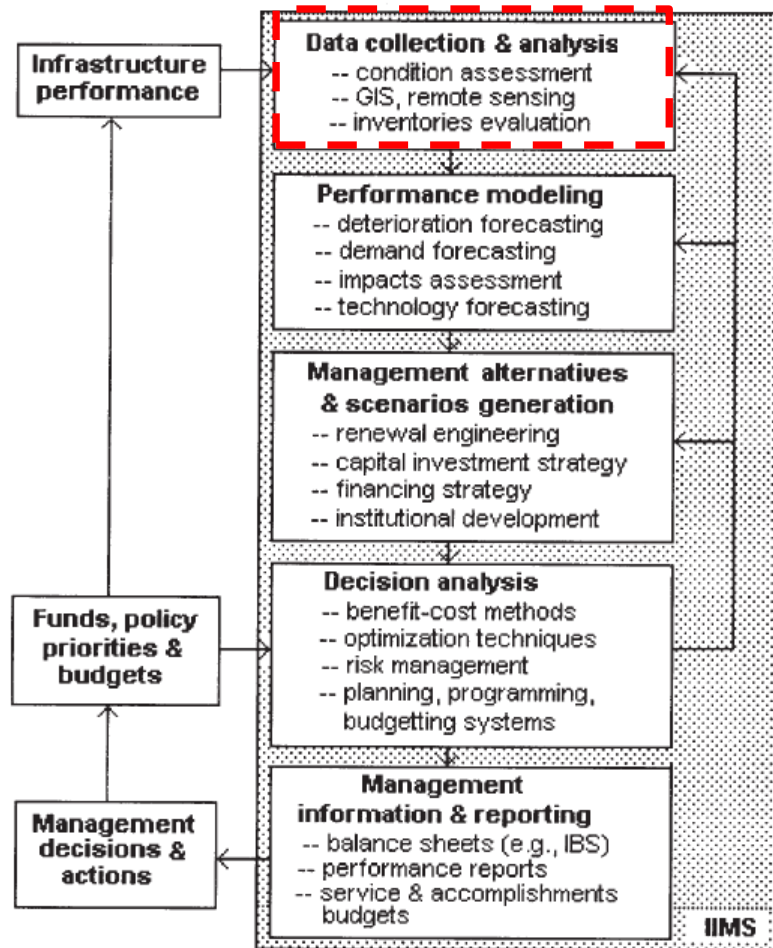 Infrastructure
performance
Data collection & analysis
-- condition assessment
-- GIS, remote sensing
-- inventories evaluation
Performance modeling
-- deterioration forecasting
-- demand forecasting
-- impacts assessment
-- technology forecasting
Management alternatives
& scenarios generation
-- renewal engineering
-- capital investment strategy
-- financing strategy
-- institutional development
Funds, policy
priorities &
budgets
Decision analysis
-- benefit-cost methods
-- optimization techniques
-- risk management
-- planning, programming,
budgetting systems
Management
decisions &
actions
Management
information & reporting
-- balance sheets (e.g., IBS)
-- performance reports
-- service & accomplishments
budgets
IIMS